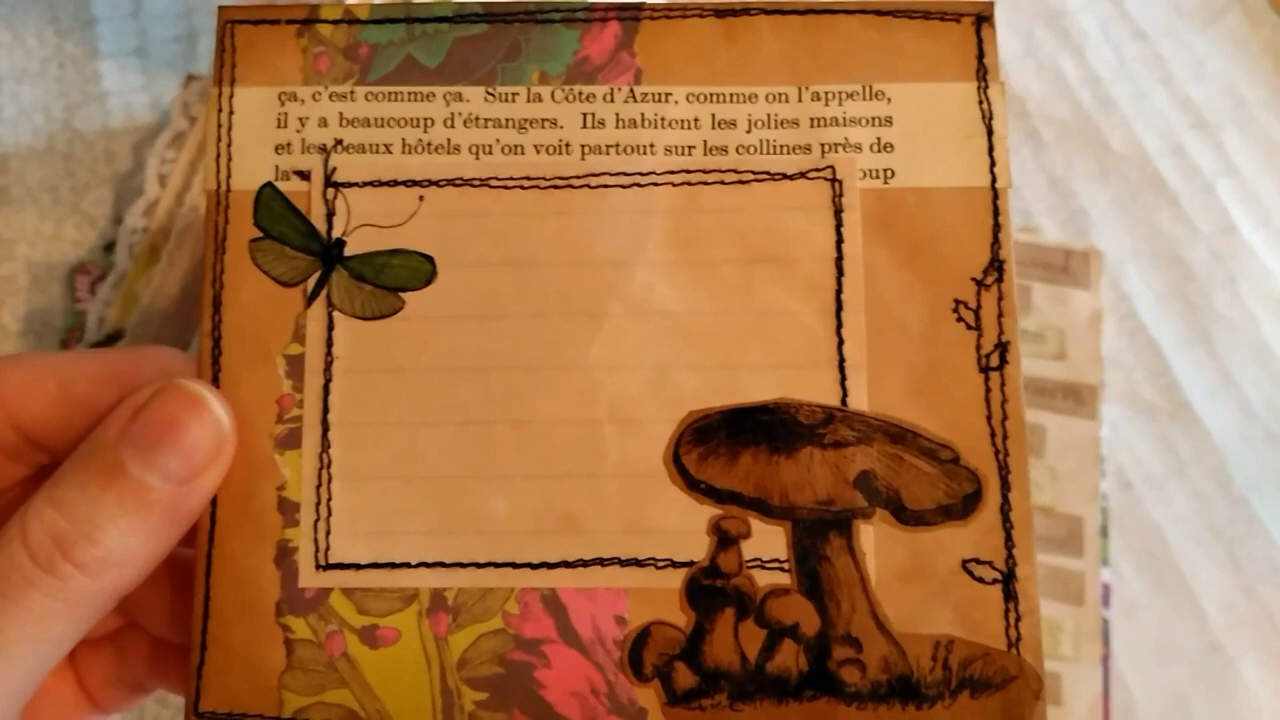 ça, c'est comme ça. Sur la Côte d'Azur, comme on l'appelle,
il y a beaucoup d'étrangers. Ils habitent les jolies maisons
et les beaux hôtels qu'on voit partout sur les collines près de
la